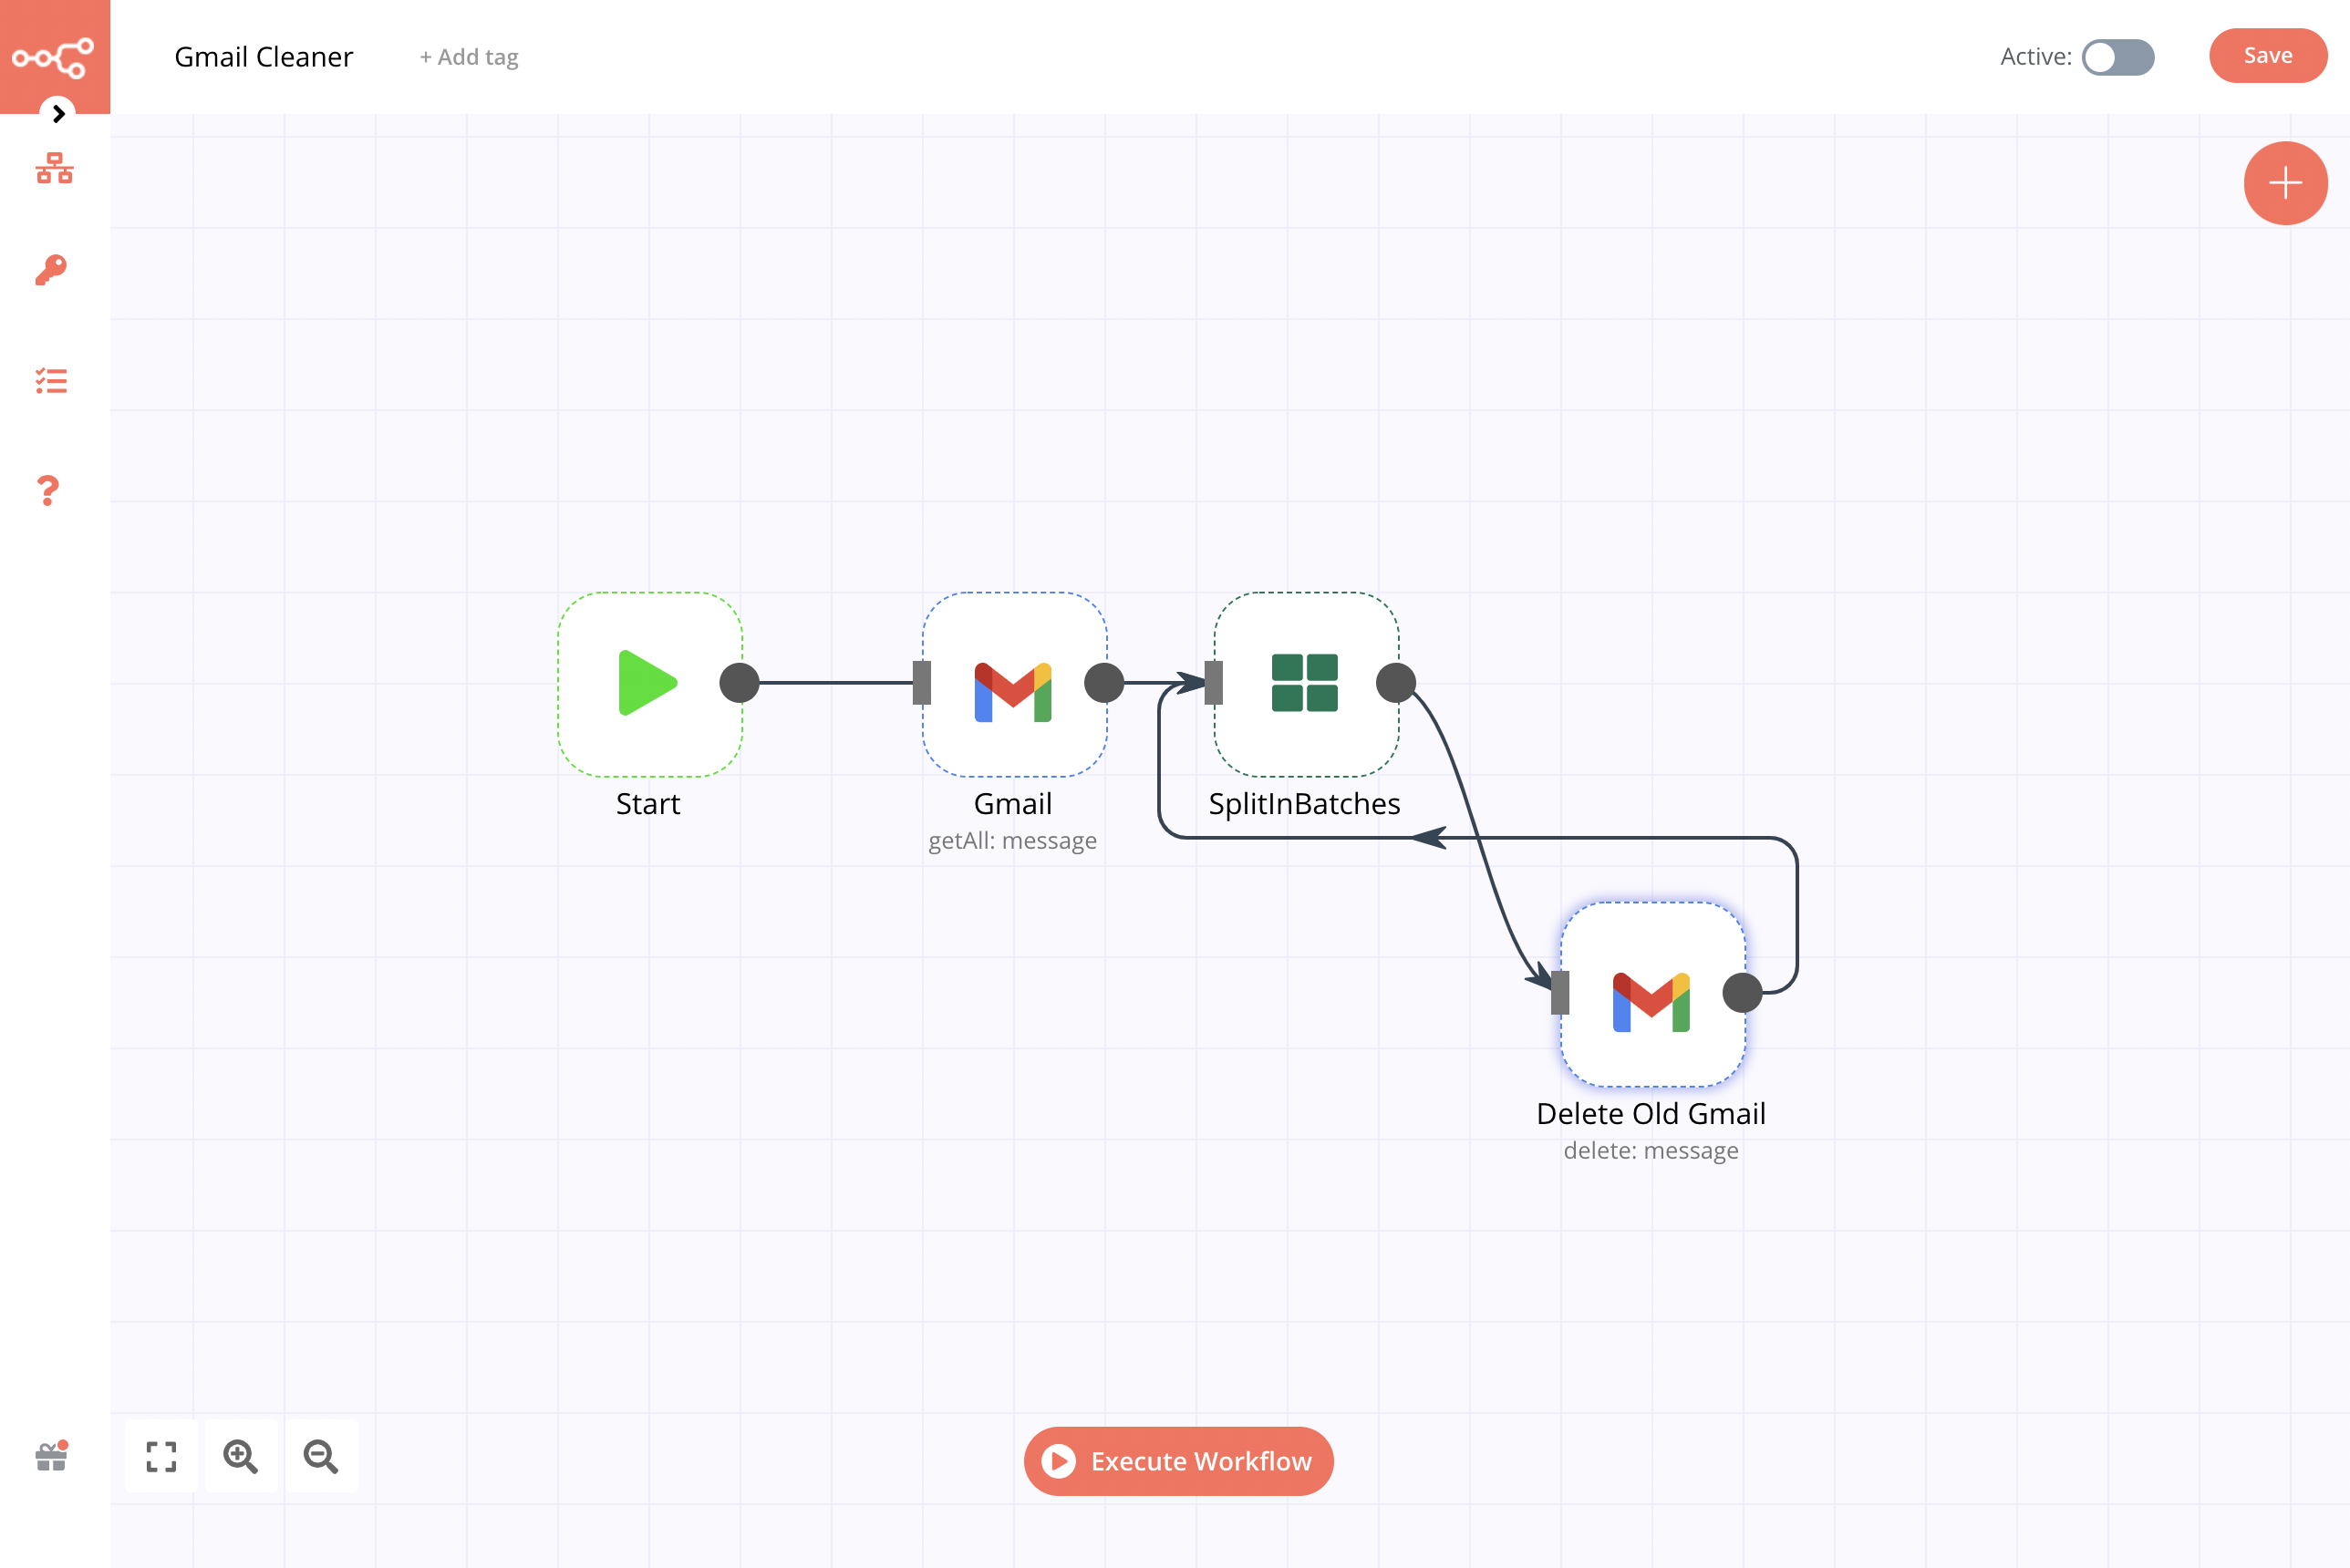 Gmail Cleaner
+ Add tag
Active:
Save
Start
Gmail
getAll: message
SplitInBatches
Delete Old Gmail
delete: message
Execute Workflow